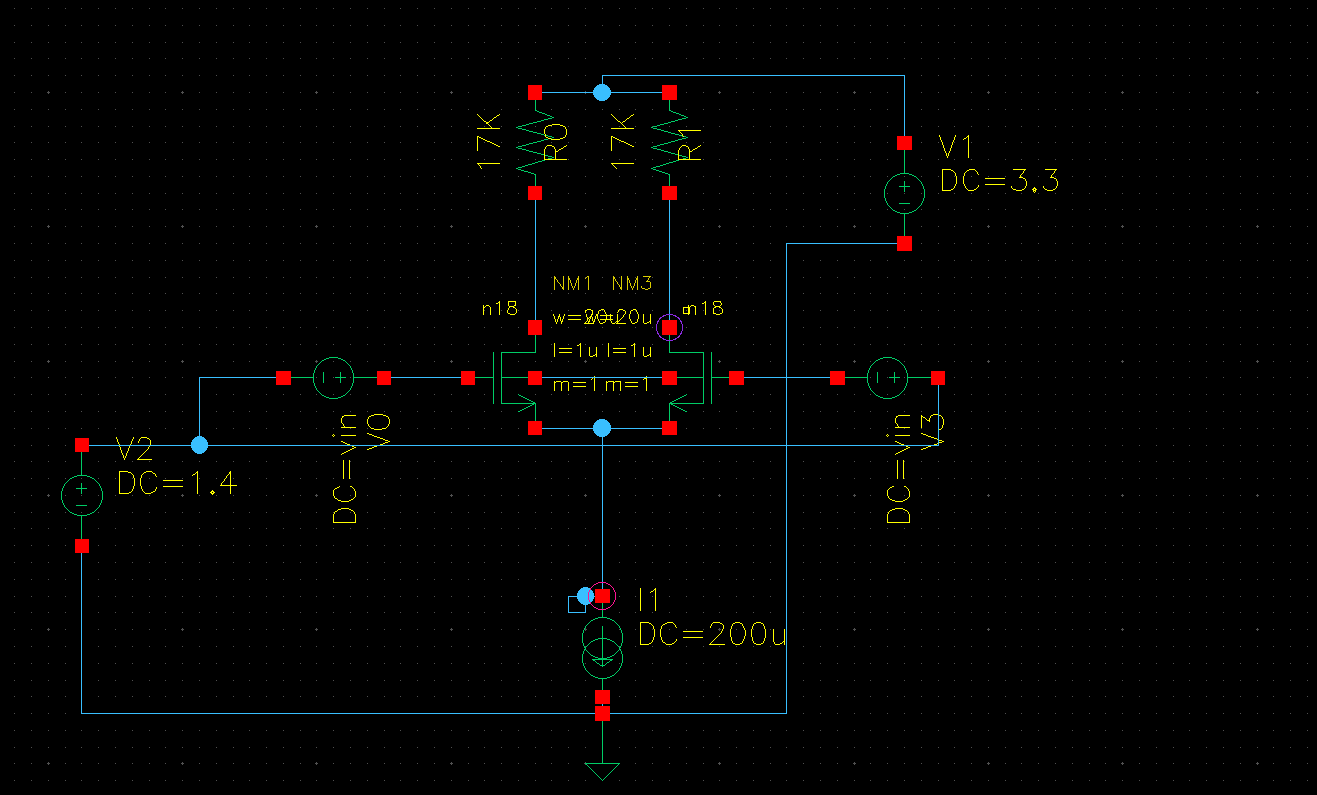 17K
R0
17K
R1
V1
DC=3.3
NM1 NM3
n18
n18
w=20u
w=20u
l=1u l=1u
m=1 m=1
V2
DC=1.4
DC=vin
V0
DC=vin
V3
I1
DC=200u
+
-